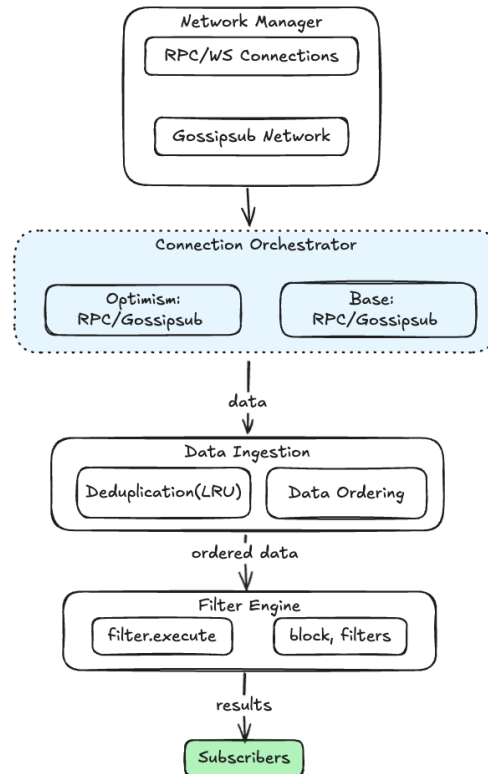 Network Manager
RPC/WS Connections
Gossipsub Network
Connection Orchestrator
Optimism:
RPC/Gossipsub
Base:
RPC/Gossipsub
data
Data Ingestion
Deduplication(LRU)
Data Ordering
ordered data
Filter Engine
filter.execute
block, filters
results
Subscribers